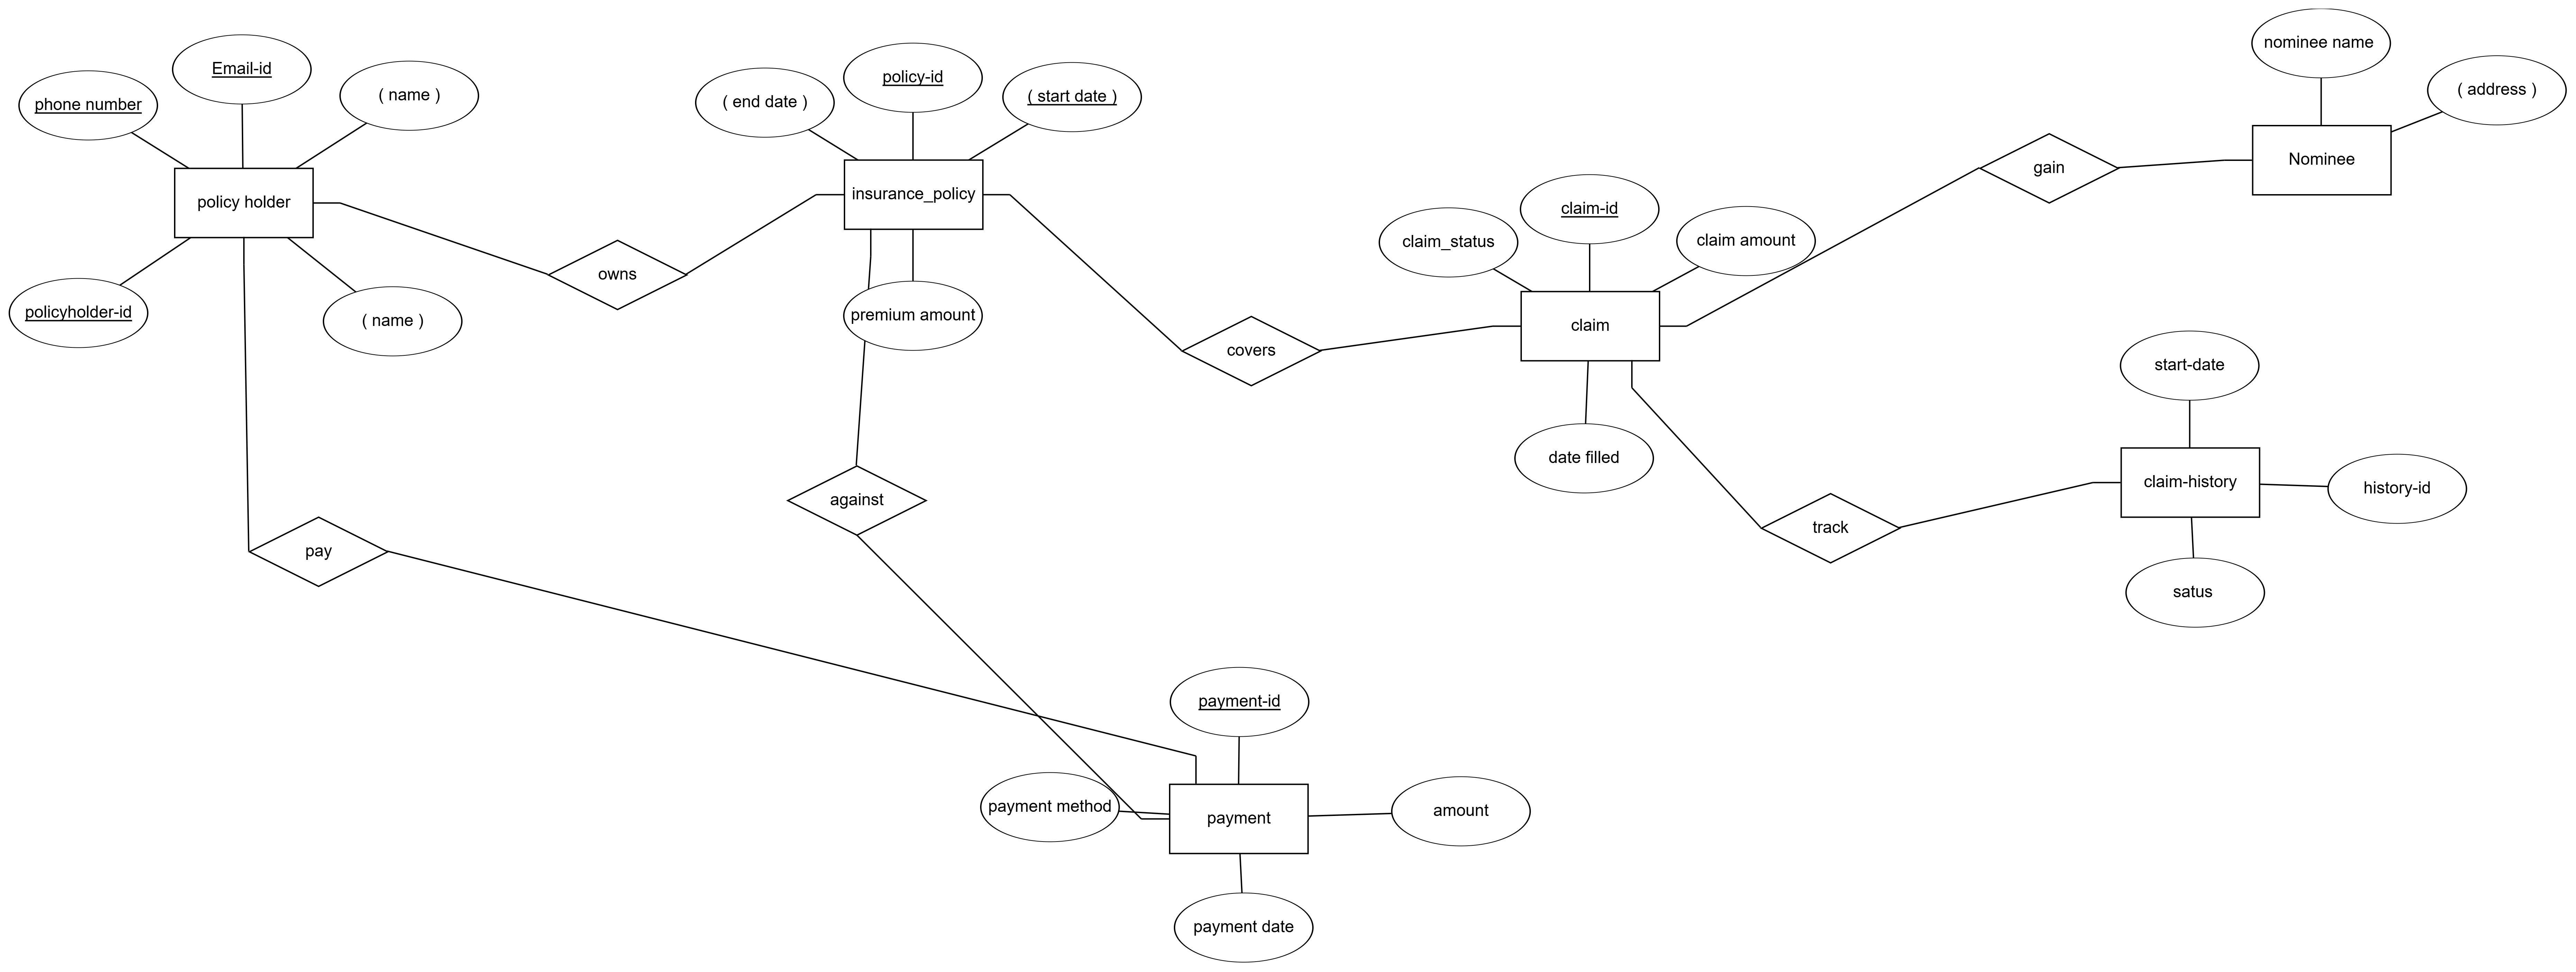 nominee name
Email-id
policy-id
( address )
( name )
( start date )
( end date )
phone number
Nominee
gain
insurance_policy
policy holder
claim-id
claim amount
claim_status
owns
policyholder-id
premium amount
( name )
claim
covers
start-date
date filled
claim-history
history-id
against
track
pay
satus
payment-id
payment method
amount
payment
payment date